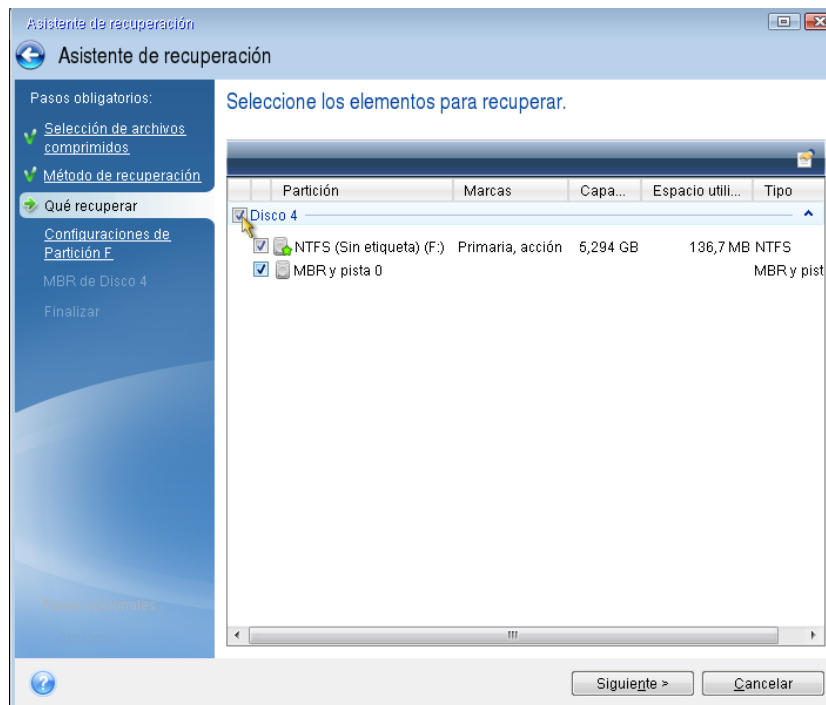 Asistente de recuperación
Asistente de recuperación
Pasos obligatorios:
Selección de archivos
comprimidos
Método de recuperación
Qué recuperar
Configuraciones de
Partición F
MBR de Disco 4
Finalizar
Seleccione los elementos para recuperar.
Partición Marcas Capa... Espacio utili... Tipo
Disco 4
NTFS (Sin etiqueta) (F:) Primaria, acción 5,294 GB 136,7 MB NTFS
MBR y pista 0 MBR y pist
Siguiente > Cancelar